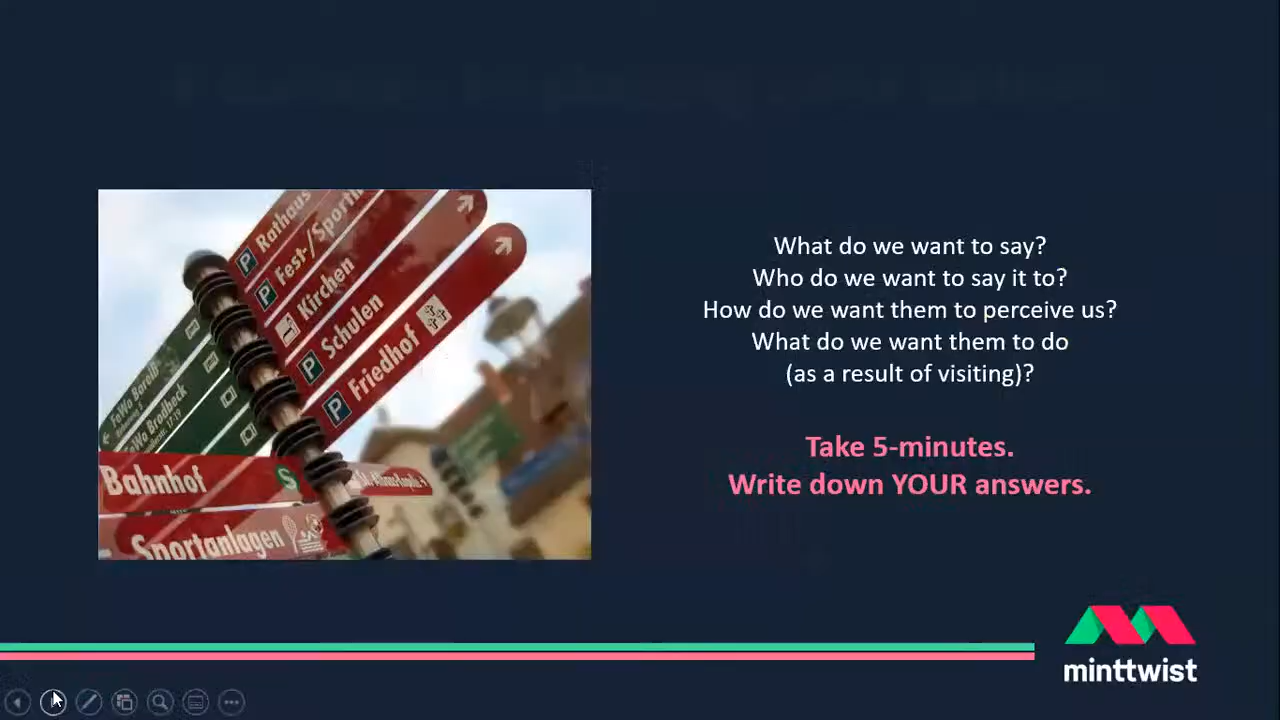 Rathaus
Fest-/Sporth
Kirchen
Schulen
Friedhof
Bahnhof
S
Sportanlagen
P
P
P
P
What do we want to say?
Who do we want to say it to?
How do we want them to perceive us?
What do we want them to do
(as a result of visiting)?
Take 5-minutes.
Write down YOUR answers.
minttwist